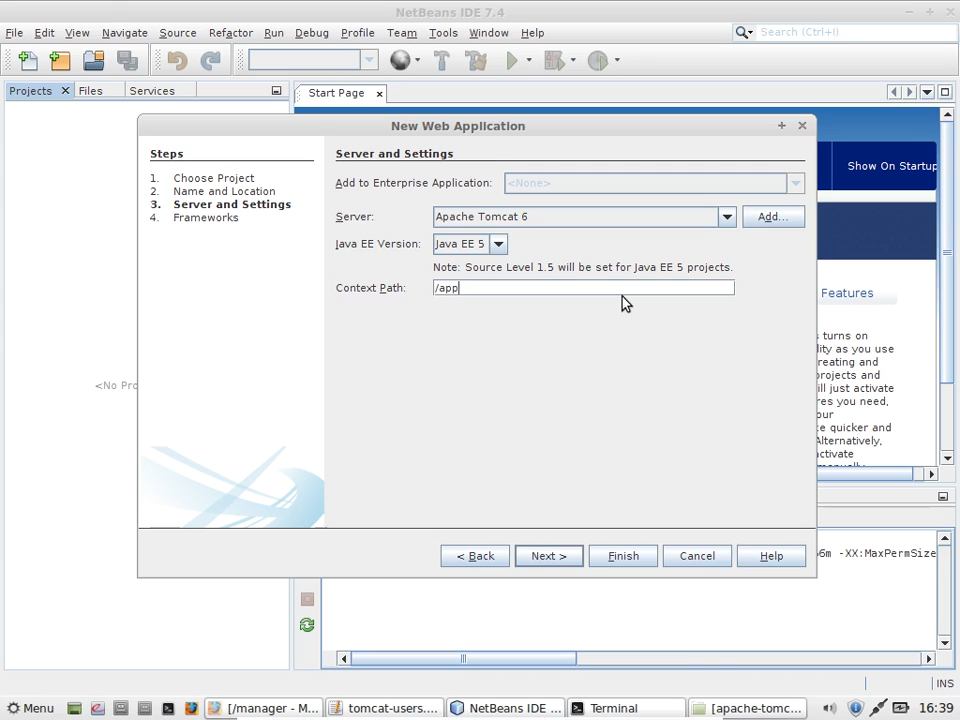 NetBeans IDE 7.4
File Edit View Navigate Source Refactor Run Debug Profile Team Tools Window Help
Search (Ctrl+I)
Projects Files Services
Start Page
New Web Application
Steps
1. Choose Project
2. Name and Location
3. Server and Settings
4. Frameworks
Server and Settings
Add to Enterprise Application: <None>
Server: Apache Tomcat 6 Add...
Java EE Version: Java EE 5
Note: Source Level 1.5 will be set for Java EE 5 projects.
Context Path: /app
< Back Next > Finish Cancel Help
<No Pro
Show On Startup
Features
s turns on
lity as you use
reating and
projects and
ill just activate
res you need,
our
e quicker and
Alternatively,
activate
manually
6m -XX:MaxPermSize
INS
Menu [/manager - M... tomcat-users.... NetBeans IDE ... Terminal [apache-tomc... 16:39